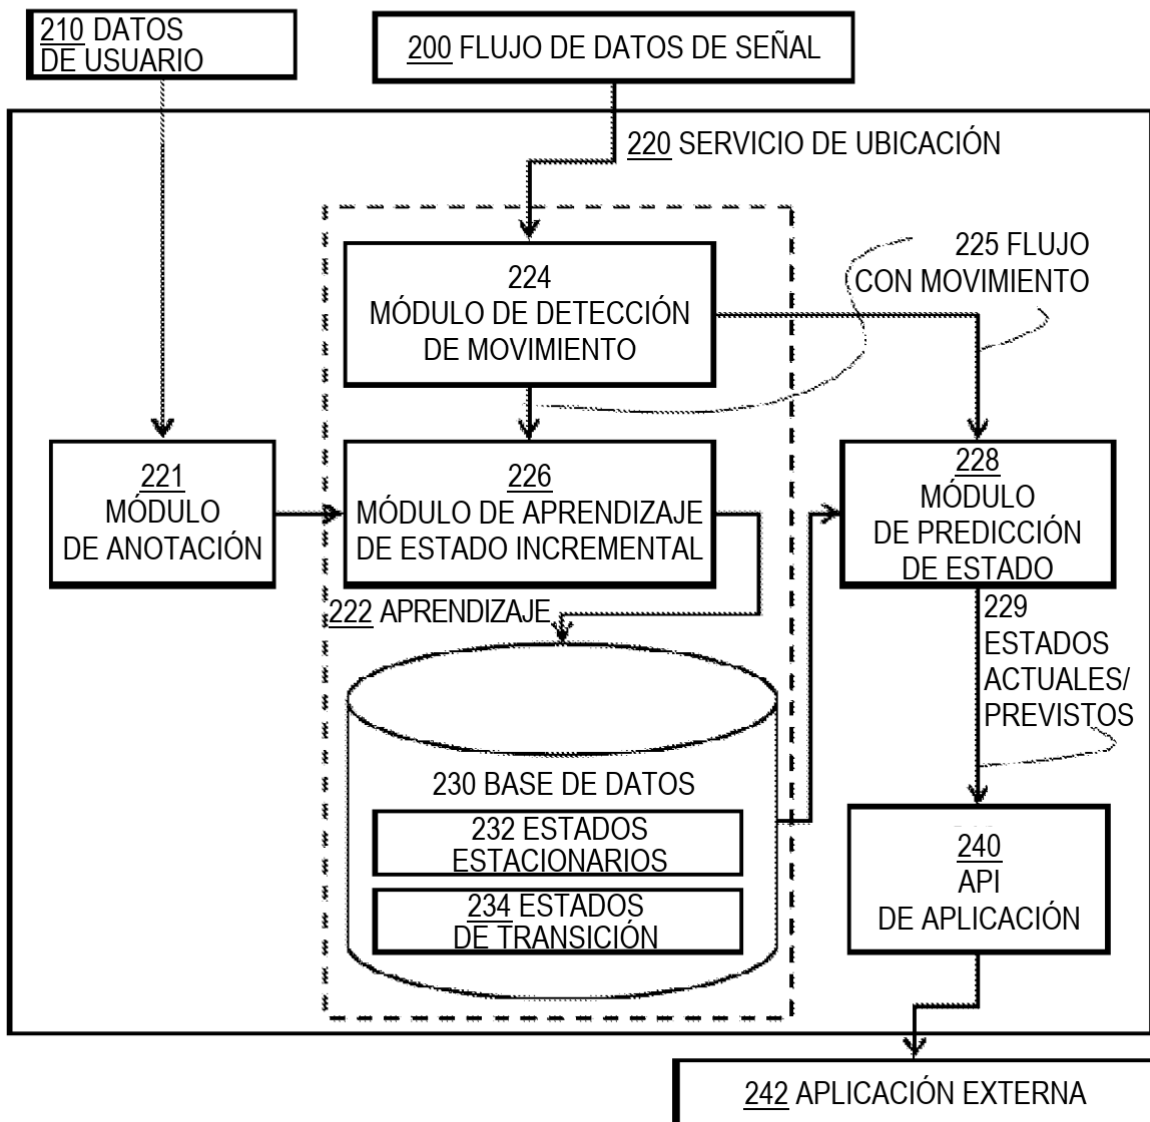 210 DATOS
DE USUARIO
200 FLUJO DE DATOS DE SEÑAL
220 SERVICIO DE UBICACIÓN
224
MÓDULO DE DETECCIÓN
DE MOVIMIENTO
225 FLUJO
CON MOVIMIENTO
221
MÓDULO
DE ANOTACIÓN
226
MÓDULO DE APRENDIZAJE
DE ESTADO INCREMENTAL
228
MÓDULO
DE PREDICCIÓN
DE ESTADO
222 APRENDIZAJE
229
ESTADOS
ACTUALES/
PREVISTOS
230 BASE DE DATOS
232 ESTADOS
ESTACIONARIOS
234 ESTADOS
DE TRANSICIÓN
240
API
DE APLICACIÓN
242 APLICACIÓN EXTERNA